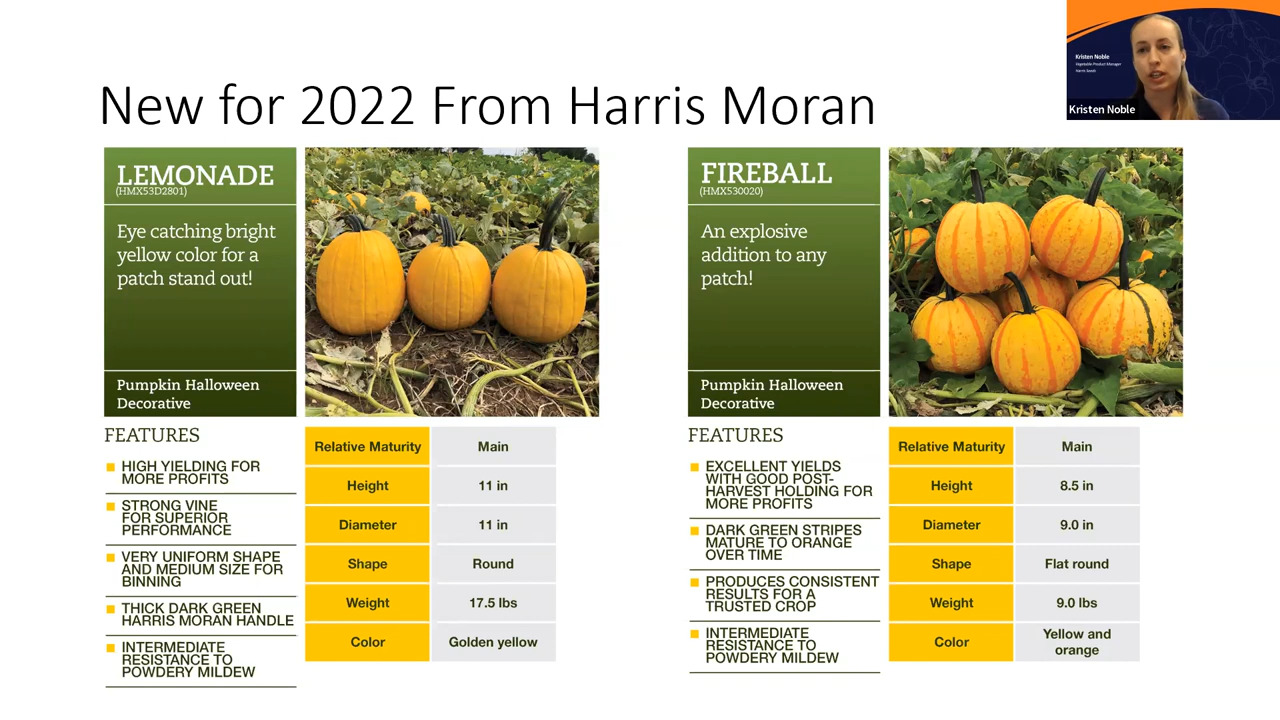 New for 2022 From Harris Moran
Kristen Noble
Vegetable Product Manager
Harris Seeds
Kristen Noble
LEMONADE
(HMX53D2801)
Eye catching bright
yellow color for a
patch stand out!
Pumpkin Halloween
Decorative
FEATURES
HIGH YIELDING FOR
MORE PROFITS
STRONG VINE
FOR SUPERIOR
PERFORMANCE
VERY UNIFORM SHAPE
AND MEDIUM SIZE FOR
BINNING
THICK DARK GREEN
HARRIS MORAN HANDLE
INTERMEDIATE
RESISTANCE TO
POWDERY MILDEW
Relative Maturity Main
Height 11 in
Diameter 11 in
Shape Round
Weight 17.5 lbs
Color Golden yellow
FIREBALL
(HMX530020)
An explosive
addition to any
patch!
Pumpkin Halloween
Decorative
FEATURES
EXCELLENT YIELDS
WITH GOOD POST-
HARVEST HOLDING FOR
MORE PROFITS
DARK GREEN STRIPES
MATURE TO ORANGE
OVER TIME
PRODUCES CONSISTENT
RESULTS FOR A
TRUSTED CROP
INTERMEDIATE
RESISTANCE TO
POWDERY MILDEW
Relative Maturity Main
Height 8.5 in
Diameter 9.0 in
Shape Flat round
Weight 9.0 lbs
Color Yellow and
orange